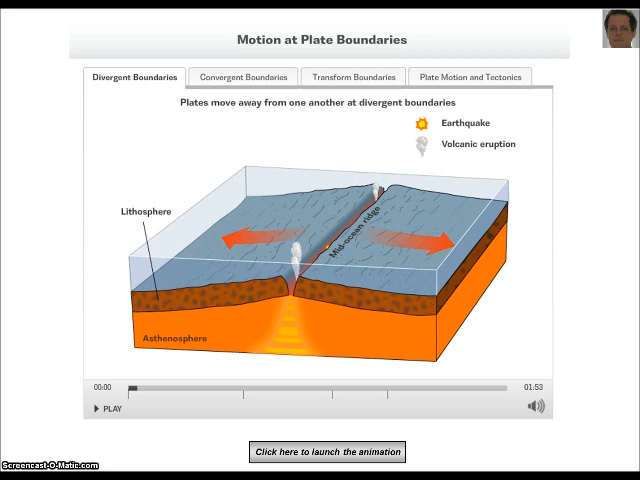 Motion at Plate Boundaries
Divergent Boundaries
Convergent Boundaries
Transform Boundaries
Plate Motion and Tectonics
Plates move away from one another at divergent boundaries
Earthquake
Volcanic eruption
Lithosphere
Mid-ocean ridge
Asthenosphere
00:00
01:53
PLAY
Click here to launch the animation
Screencast-O-Matic.com